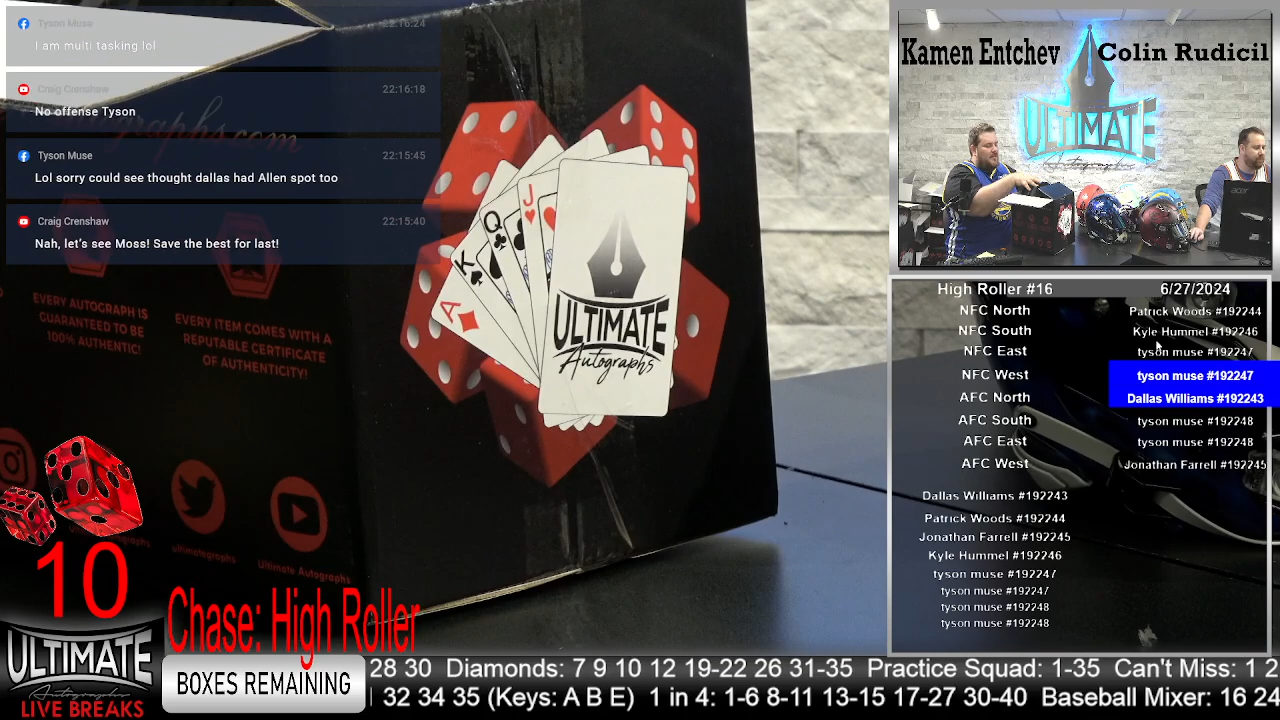 Tyson Muse 22:16:24
I am multi tasking lol
Craig Crenshaw 22:16:18
No offense Tyson
Tyson Muse 22:15:45
Lol sorry could see thought dallas had Allen spot too
Craig Crenshaw 22:15:40
Nah, let's see Moss! Save the best for last!
EVERY AUTOGRAPH IS
GUARANTEED TO BE
100% AUTHENTIC!
EVERY ITEM COMES WITH A
REPUTABLE CERTIFICATE
OF AUTHENTICITY!
ultimategraphs
Ultimate Autographs
A
K
Q
J
ULTIMATE
Autographs
Kamen Entchev
Colin Rudicil
ULTIMATE
acer
High Roller #16 6/27/2024
NFC North Patrick Woods #192244
NFC South Kyle Hummel #192246
NFC East tyson muse #192247
NFC West tyson muse #192247
AFC North Dallas Williams #192243
AFC South tyson muse #192248
AFC East tyson muse #192248
AFC West Jonathan Farrell #192245
Dallas Williams #192243
Patrick Woods #192244
Jonathan Farrell #192245
Kyle Hummel #192246
tyson muse #192247
tyson muse #192247
tyson muse #192248
tyson muse #192248
10
Chase: High Roller
BOXES REMAINING
ULTIMATE
Autographs
LIVE BREAKS
28 30 Diamonds: 7 9 10 12 19-22 26 31-35 Practice Squad: 1-35 Can't Miss: 1 2
32 34 35 (Keys: A B E) 1 in 4: 1-6 8-11 13-15 17-27 30-40 Baseball Mixer: 16 24